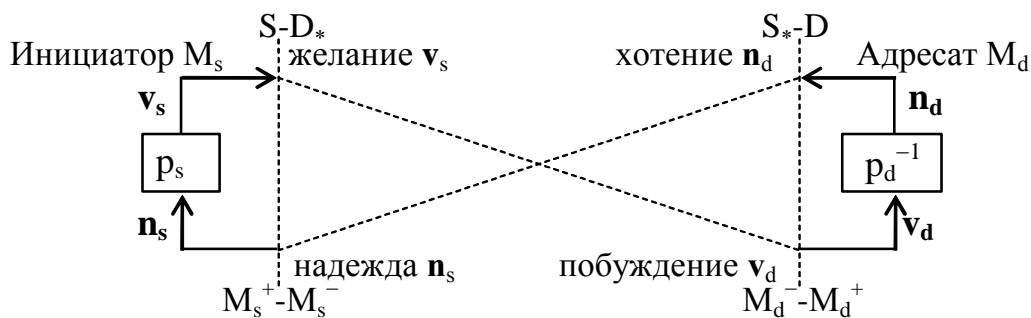 S-D* S*-D
Инициатор Ms желание vs хотение nd Адресат Md
vs nd
ps pd⁻¹
ns vd
надежда ns побуждение vd
Ms⁺-Ms⁻ Md⁻-Md⁺